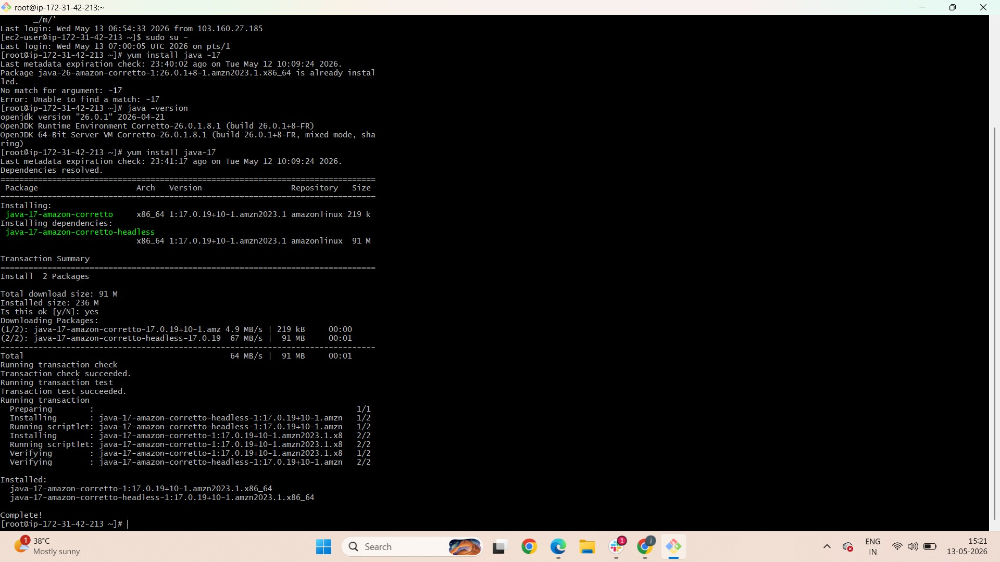 root@ip-172-31-42-213:~
_/m/'
Last login: Wed May 13 06:54:33 2026 from 103.160.27.185
[ec2-user@ip-172-31-42-213 ~]$ sudo su -
Last login: Wed May 13 07:00:05 UTC 2026 on pts/1
[root@ip-172-31-42-213 ~]# yum install java -17
Last metadata expiration check: 23:40:02 ago on Tue May 12 10:09:24 2026.
Package java-26-amazon-corretto-1:26.0.1+8-1.amzn2023.1.x86_64 is already instal
led.
No match for argument: -17
Error: Unable to find a match: -17
[root@ip-172-31-42-213 ~]# java -version
openjdk version "26.0.1" 2026-04-21
OpenJDK Runtime Environment Corretto-26.0.1.8.1 (build 26.0.1+8-FR)
OpenJDK 64-Bit Server VM Corretto-26.0.1.8.1 (build 26.0.1+8-FR, mixed mode, sha
ring)
[root@ip-172-31-42-213 ~]# yum install java-17
Last metadata expiration check: 23:41:17 ago on Tue May 12 10:09:24 2026.
Dependencies resolved.
================================================================================
Package Arch Version Repository Size
================================================================================
Installing:
java-17-amazon-corretto x86_64 1:17.0.19+10-1.amzn2023.1 amazonlinux 219 k
Installing dependencies:
java-17-amazon-corretto-headless
x86_64 1:17.0.19+10-1.amzn2023.1 amazonlinux 91 M
Transaction Summary
================================================================================
Install 2 Packages
Total download size: 91 M
Installed size: 236 M
Is this ok [y/N]: yes
Downloading Packages:
(1/2): java-17-amazon-corretto-17.0.19+10-1.amz 4.9 MB/s | 219 kB 00:00
(2/2): java-17-amazon-corretto-headless-17.0.19 67 MB/s | 91 MB 00:01
--------------------------------------------------------------------------------
Total 64 MB/s | 91 MB 00:01
Running transaction check
Transaction check succeeded.
Running transaction test
Transaction test succeeded.
Running transaction
Preparing : 1/1
Installing : java-17-amazon-corretto-headless-1:17.0.19+10-1.amzn 1/2
Running scriptlet: java-17-amazon-corretto-headless-1:17.0.19+10-1.amzn 1/2
Installing : java-17-amazon-corretto-1:17.0.19+10-1.amzn2023.1.x8 2/2
Running scriptlet: java-17-amazon-corretto-1:17.0.19+10-1.amzn2023.1.x8 2/2
Verifying : java-17-amazon-corretto-1:17.0.19+10-1.amzn2023.1.x8 1/2
Verifying : java-17-amazon-corretto-headless-1:17.0.19+10-1.amzn 2/2
Installed:
java-17-amazon-corretto-1:17.0.19+10-1.amzn2023.1.x86_64
java-17-amazon-corretto-headless-1:17.0.19+10-1.amzn2023.1.x86_64
Complete!
[root@ip-172-31-42-213 ~]#
1
38°C
Mostly sunny
Search
1
j
ENG
IN
15:21
13-05-2026